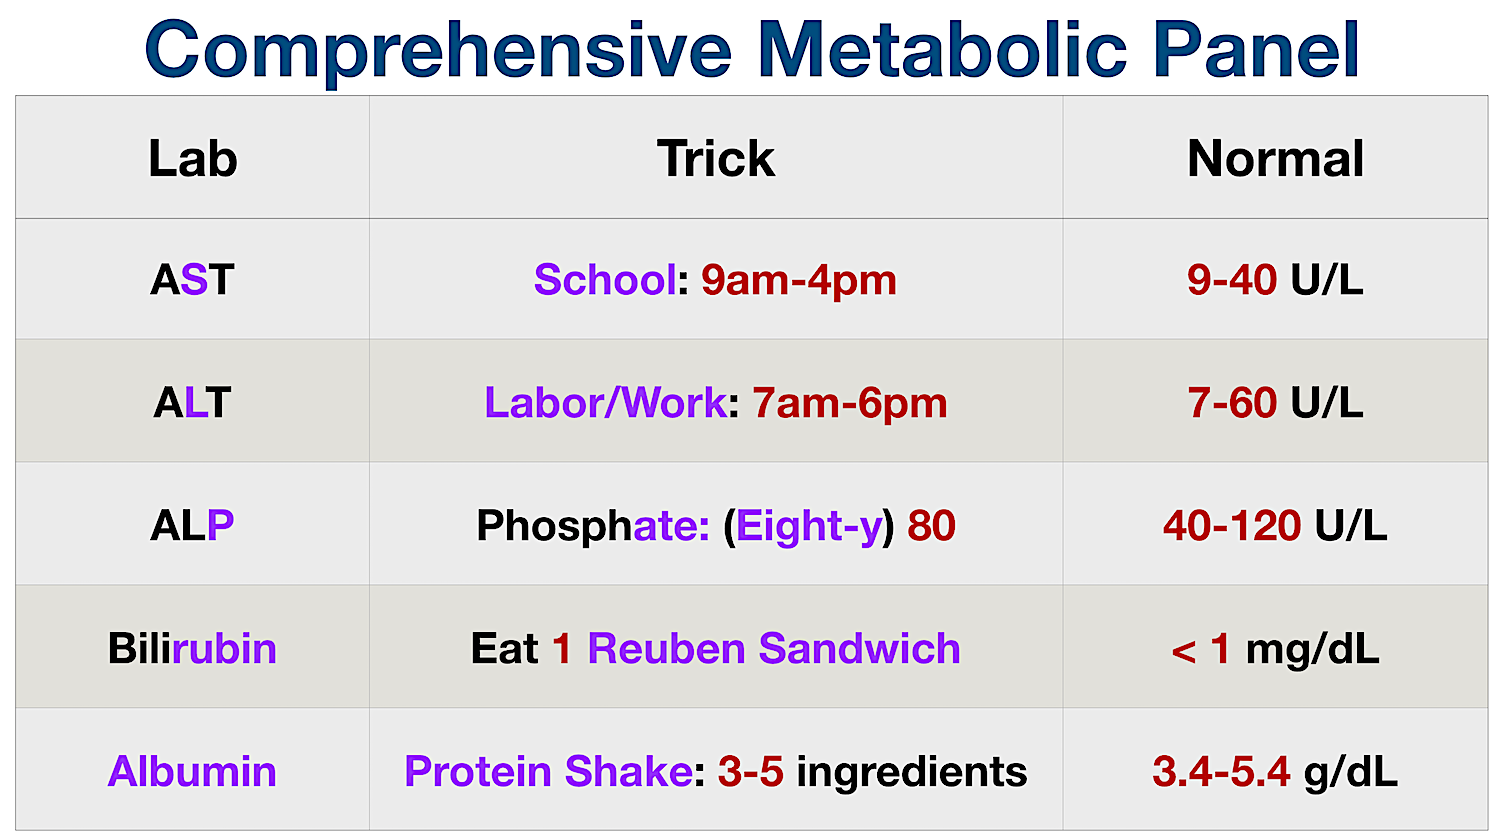 Comprehensive Metabolic Panel
Lab Trick Normal
AST School: 9am-4pm 9-40 U/L
ALT Labor/Work: 7am-6pm 7-60 U/L
ALP Phosphate: (Eight-y) 80 40-120 U/L
Bilirubin Eat 1 Reuben Sandwich < 1 mg/dL
Albumin Protein Shake: 3-5 ingredients 3.4-5.4 g/dL